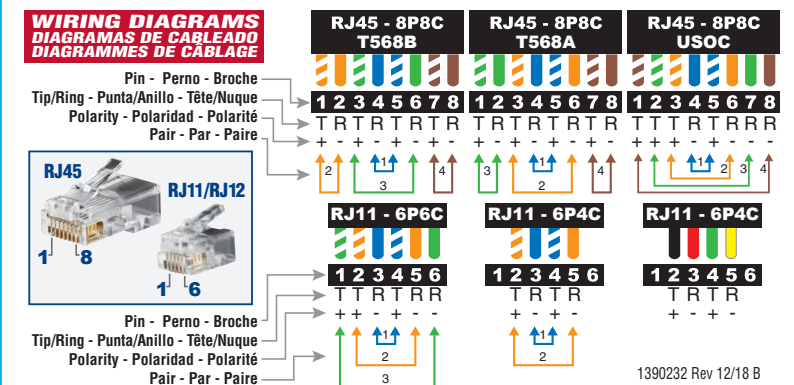 WIRING DIAGRAMS
DIAGRAMAS DE CABLEADO
DIAGRAMMES DE CÂBLAGE
Pin - Perno - Broche
Tip/Ring - Punta/Anillo - Tête/Nuque
Polarity - Polaridad - Polarité
Pair - Par - Paire
RJ45 - 8P8C
T568B
1 2 3 4 5 6 7 8
T R T R T R T R
+ - + - + - + -
1
2
3
4
RJ45 - 8P8C
T568A
1 2 3 4 5 6 7 8
T R T R T R T R
+ - + - + - + -
1
3
2
4
RJ45 - 8P8C
USOC
1 2 3 4 5 6 7 8
T T T R T R R R
+ + + - + - - -
1
2
3
4
RJ45
RJ11/RJ12
1 8
1 6
RJ11 - 6P6C
1 2 3 4 5 6
T T R T R R
+ + - + - -
1
2
3
RJ11 - 6P4C
1 2 3 4 5 6
T R T R
+ - + -
1
2
RJ11 - 6P4C
1 2 3 4 5 6
T R T R
+ - + -
Pin - Perno - Broche
Tip/Ring - Punta/Anillo - Tête/Nuque
Polarity - Polaridad - Polarité
Pair - Par - Paire
1390232 Rev 12/18 B